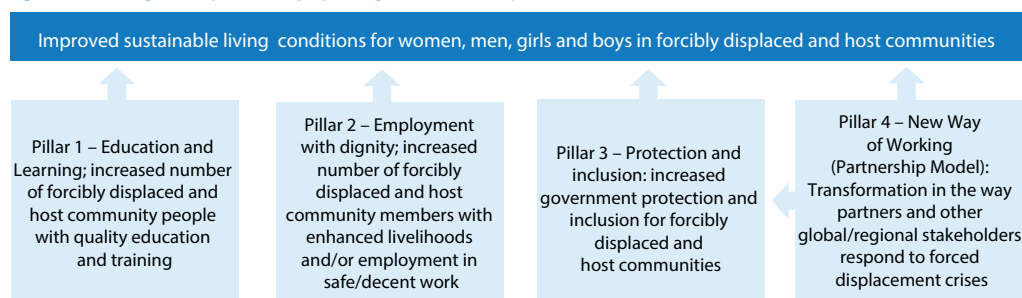 Improved sustainable living conditions for women, men, girls and boys in forcibly displaced and host communities
Pillar 1 – Education and
Learning; increased number
of forcibly displaced and
host community people
with quality education
and training
Pillar 2 – Employment
with dignity; increased
number of forcibly
displaced and host
community members with
enhanced livelihoods
and/or employment in
safe/decent work
Pillar 3 – Protection and
inclusion: increased
government protection and
inclusion for forcibly
displaced and
host communities
Pillar 4 – New Way
of Working
(Partnership Model):
Transformation in the way
partners and other
global/regional stakeholders
respond to forced
displacement crises